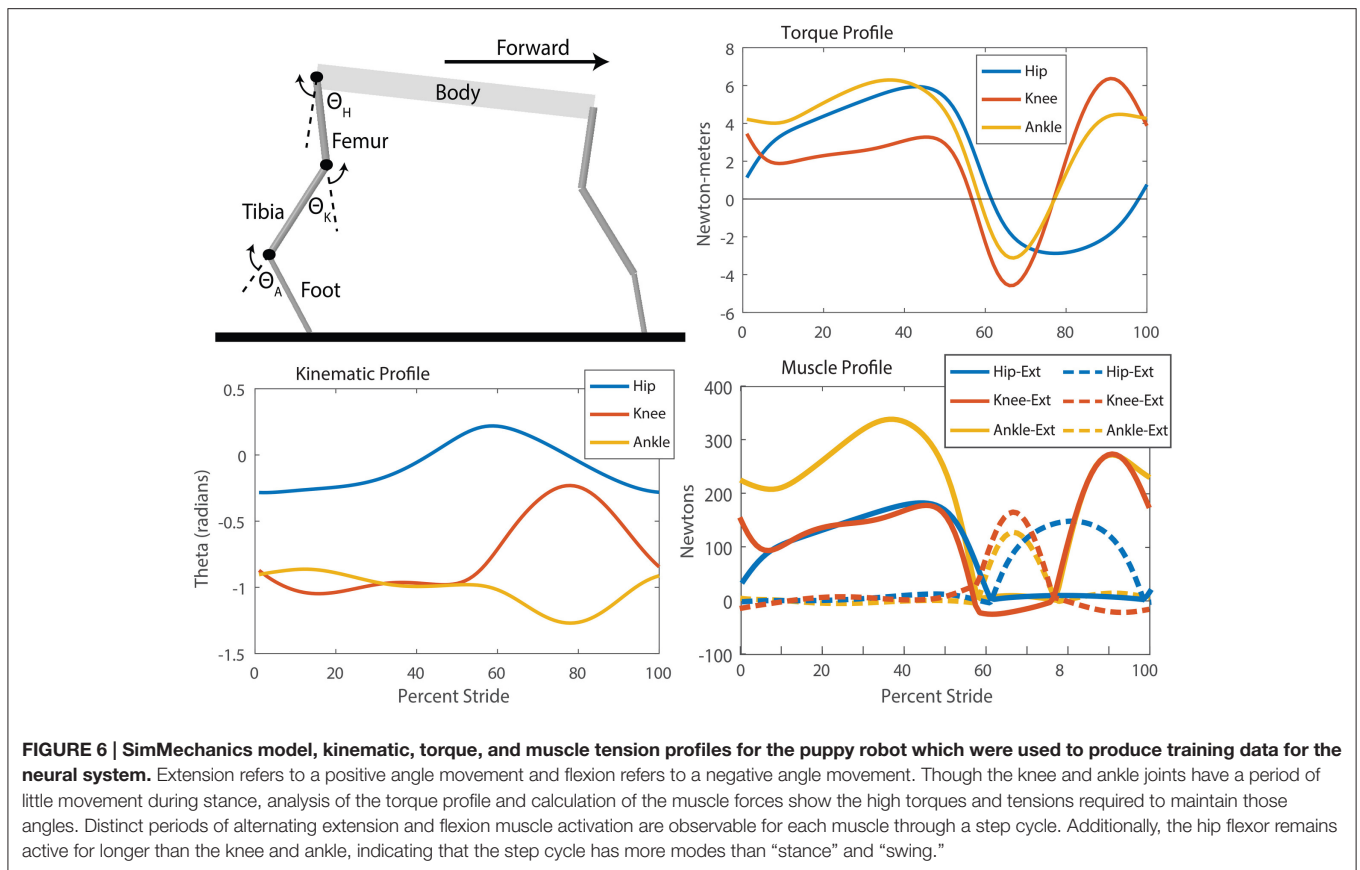 Forward
Body
ΘH
Femur
ΘK
Tibia
ΘA
Foot
Torque Profile
Hip
Knee
Ankle
Newton-meters
8
6
4
2
0
-2
-4
-6
0 20 40 60 80 100
Kinematic Profile
Hip
Knee
Ankle
Theta (radians)
0.5
0
-0.5
-1
-1.5
0 20 40 60 80 100
Percent Stride
Muscle Profile
Hip-Ext Hip-Ext
Knee-Ext Knee-Ext
Ankle-Ext Ankle-Ext
Newtons
400
300
200
100
0
-100
0 20 40 60 8 100
Percent Stride
FIGURE 6 | SimMechanics model, kinematic, torque, and muscle tension profiles for the puppy robot which were used to produce training data for the
neural system. Extension refers to a positive angle movement and flexion refers to a negative angle movement. Though the knee and ankle joints have a period of
little movement during stance, analysis of the torque profile and calculation of the muscle forces show the high torques and tensions required to maintain those
angles. Distinct periods of alternating extension and flexion muscle activation are observable for each muscle through a step cycle. Additionally, the hip flexor remains
active for longer than the knee and ankle, indicating that the step cycle has more modes than “stance” and “swing.”